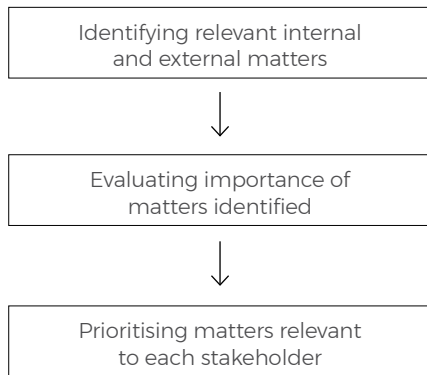 Identifying relevant internal
and external matters
Evaluating importance of
matters identified
Prioritising matters relevant
to each stakeholder